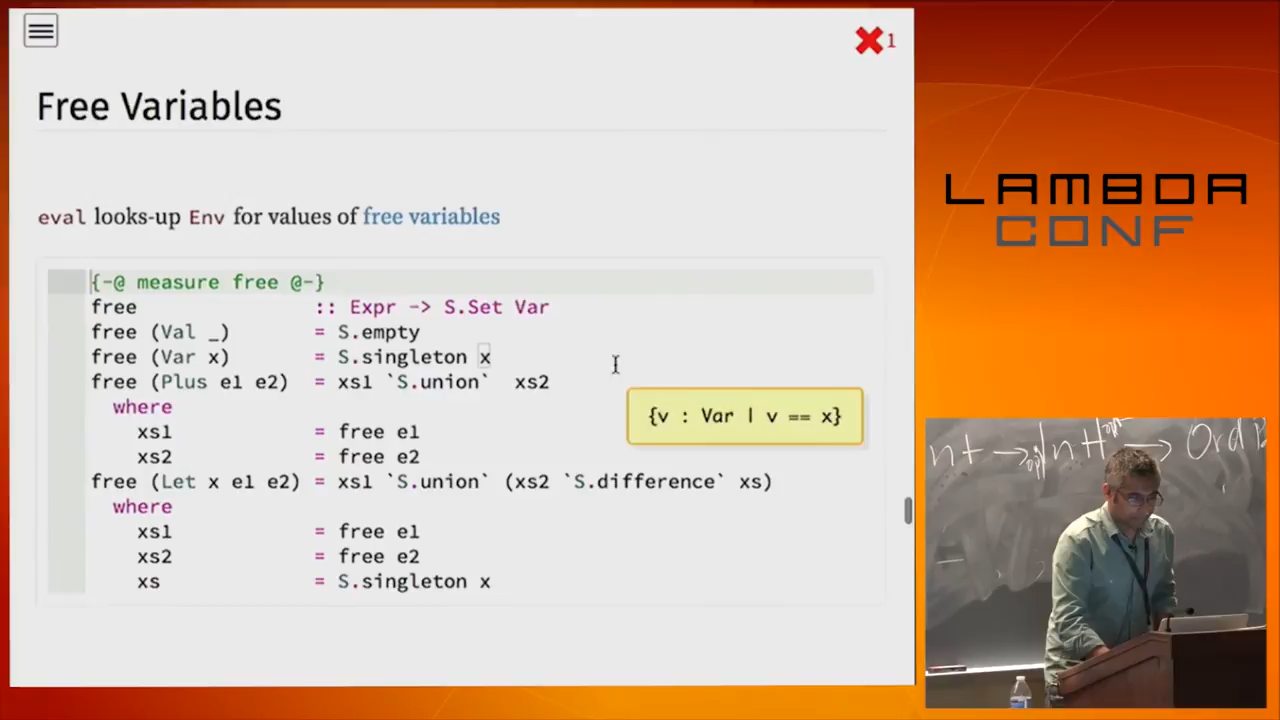 1
Free Variables
eval looks-up Env for values of free variables
{-@ measure free @-}
free :: Expr -> S.Set Var
free (Val _) = S.empty
free (Var x) = S.singleton x
free (Plus e1 e2) = xs1 `S.union` xs2
where
xs1 = free e1
xs2 = free e2
free (Let x e1 e2) = xs1 `S.union` (xs2 `S.difference` xs)
where
xs1 = free e1
xs2 = free e2
xs = S.singleton x
{v : Var | v == x}
LAMBDA
CONF